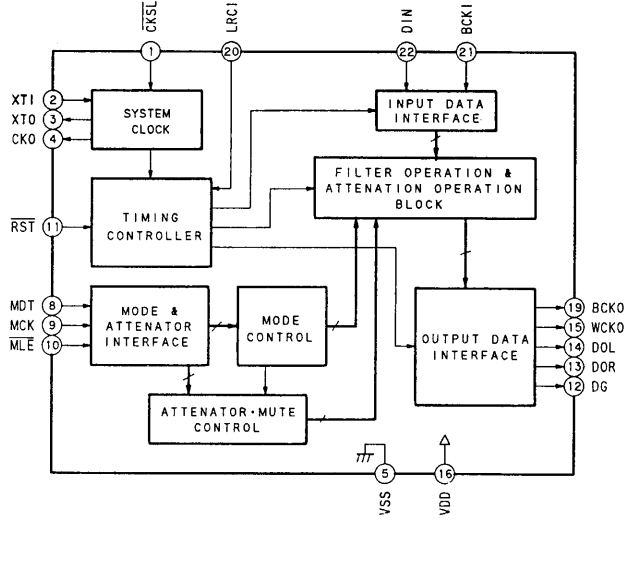 CKSL
LRCI
DIN
BCKI
1
20
22
21
XTI 2
XTO 3
CKO 4
SYSTEM
CLOCK
INPUT DATA
INTERFACE
FILTER OPERATION &
ATTENATION OPERATION
BLOCK
RST 11
TIMING
CONTROLLER
MDT 8
MCK 9
MLE 10
MODE &
ATTENATOR
INTERFACE
MODE
CONTROL
OUTPUT DATA
INTERFACE
19 BCKO
15 WCKO
14 DOL
13 DOR
12 DG
ATTENATOR・MUTE
CONTROL
5
16
VSS
VDD